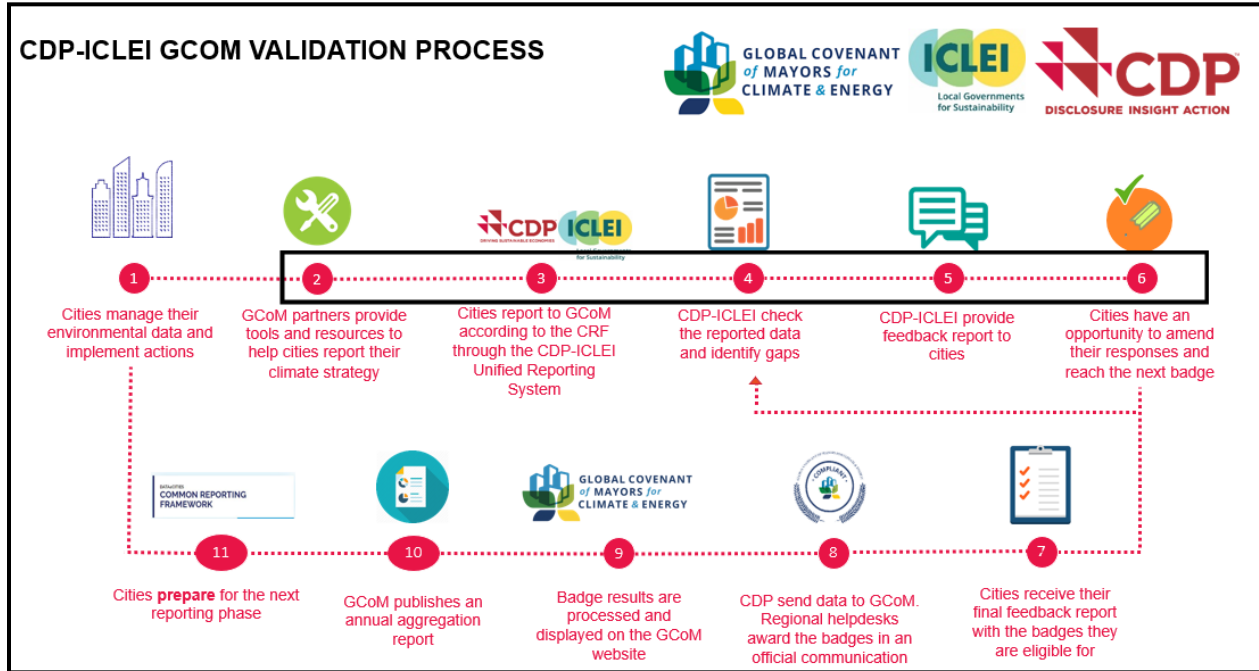 CDP-ICLEI GCOM VALIDATION PROCESS
GLOBAL COVENANT
of MAYORS for
CLIMATE & ENERGY
ICLEI
Local Governments
for Sustainability
CDP
DISCLOSURE INSIGHT ACTION
CDP
DRIVING SUSTAINABLE ECONOMIES
ICLEI
Local Governments
for Sustainability
1
2
3
4
5
6
Cities manage their
environmental data and
implement actions
GCoM partners provide
tools and resources to
help cities report their
climate strategy
Cities report to GCoM
according to the CRF
through the CDP-ICLEI
Unified Reporting
System
CDP-ICLEI check
the reported data
and identify gaps
CDP-ICLEI provide
feedback report to
cities
Cities have an
opportunity to amend
their responses and
reach the next badge
COMMON REPORTING
FRAMEWORK
GLOBAL COVENANT
of MAYORS for
CLIMATE & ENERGY
COMPLIANT
11
10
9
8
7
Cities prepare for the next
reporting phase
GCoM publishes an
annual aggregation
report
Badge results are
processed and
displayed on the GCoM
website
CDP send data to GCoM.
Regional helpdesks
award the badges in an
official communication
Cities receive their
final feedback report
with the badges they
are eligible for